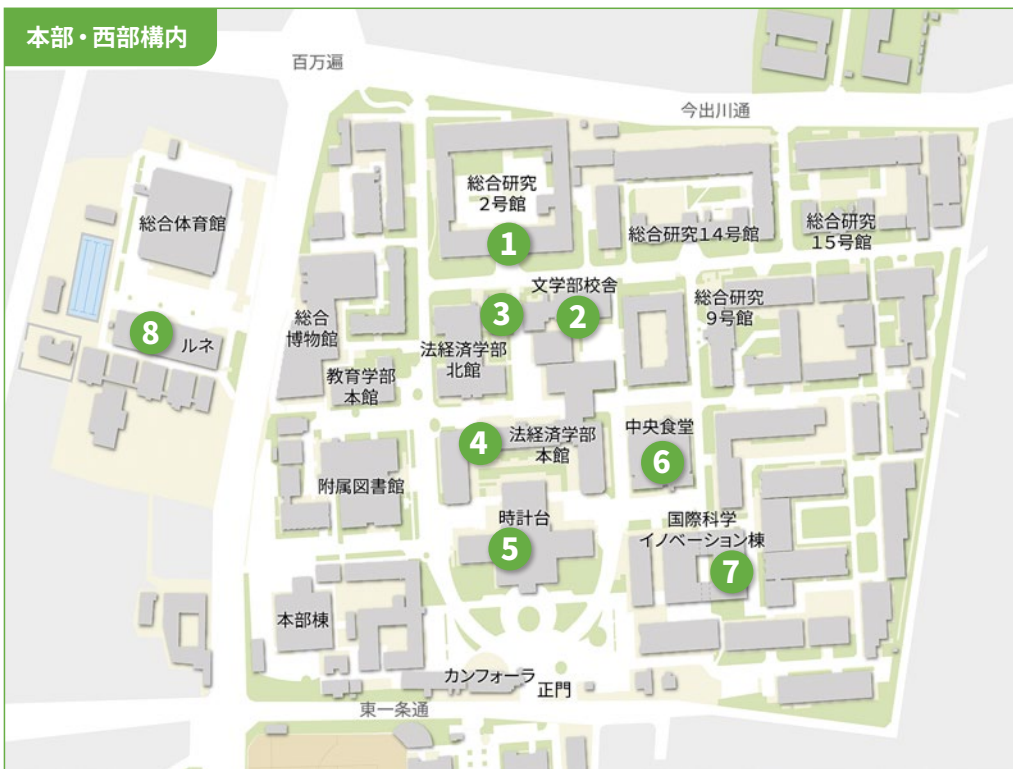 本部・西部構内
百万遍
今出川通
総合研究
2号館
1
総合体育館
総合研究14号館
総合研究
15号館
文学部校舎
3
2
総合研究
9号館
総合
博物館
8
ルネ
法経済学部
北館
教育学部
本館
4
法経済学部
本館
中央食堂
6
附属図書館
時計台
5
国際科学
イノベーション棟
7
本部棟
カンフォーラ
正門
東一条通